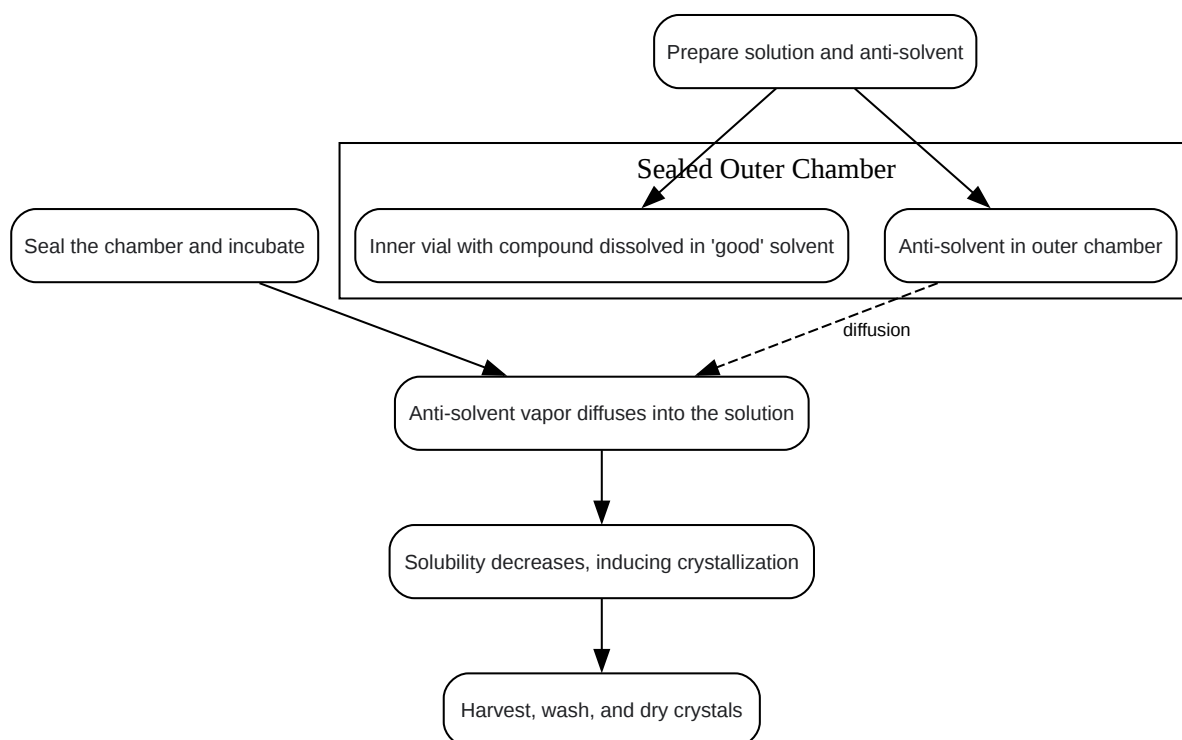 Prepare solution and anti-solvent
Sealed Outer Chamber
Seal the chamber and incubate
Inner vial with compound dissolved in 'good' solvent
Anti-solvent in outer chamber
diffusion
Anti-solvent vapor diffuses into the solution
Solubility decreases, inducing crystallization
Harvest, wash, and dry crystals